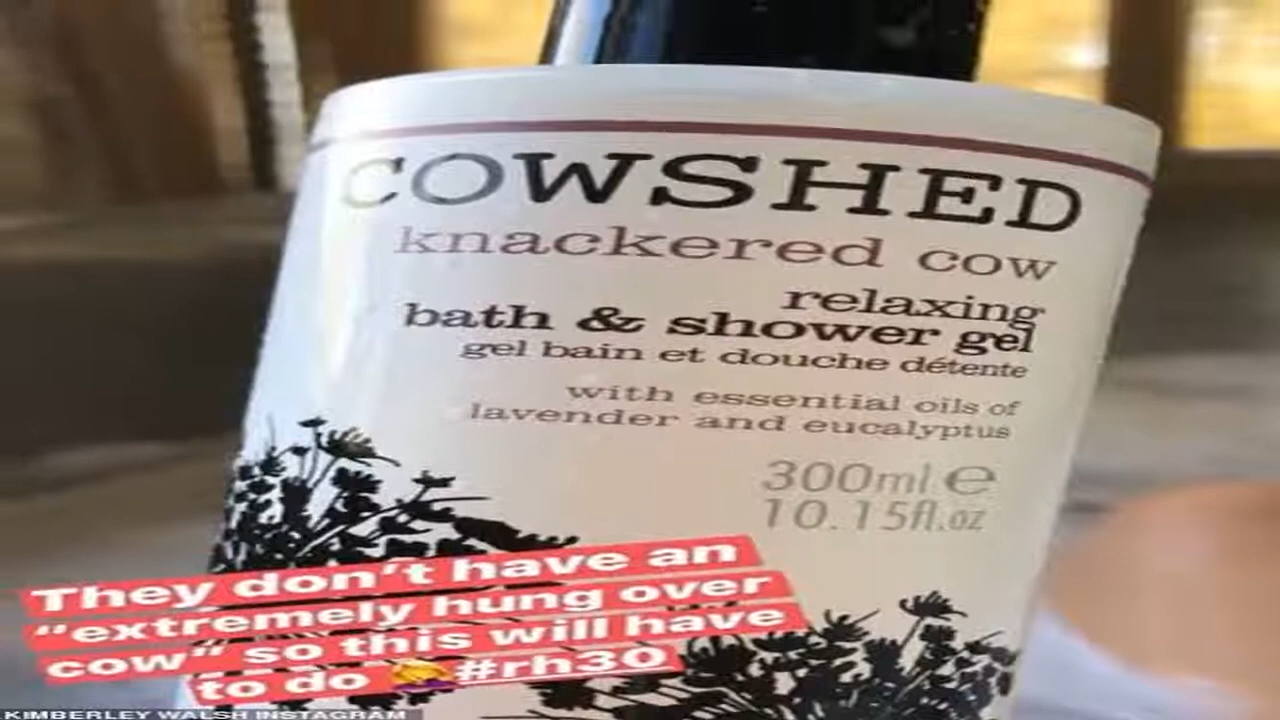 COWSHED
knackered cow
relaxing
bath & shower gel
gel bain et douche détente
with essential oils of
lavender and eucalyptus
300ml e
10.15fl.oz
They don't have an
"extremely hung over
cow" so this will have
to do 🤦‍♀️ #rh30
KIMBERLEY WALSH INSTAGRAM